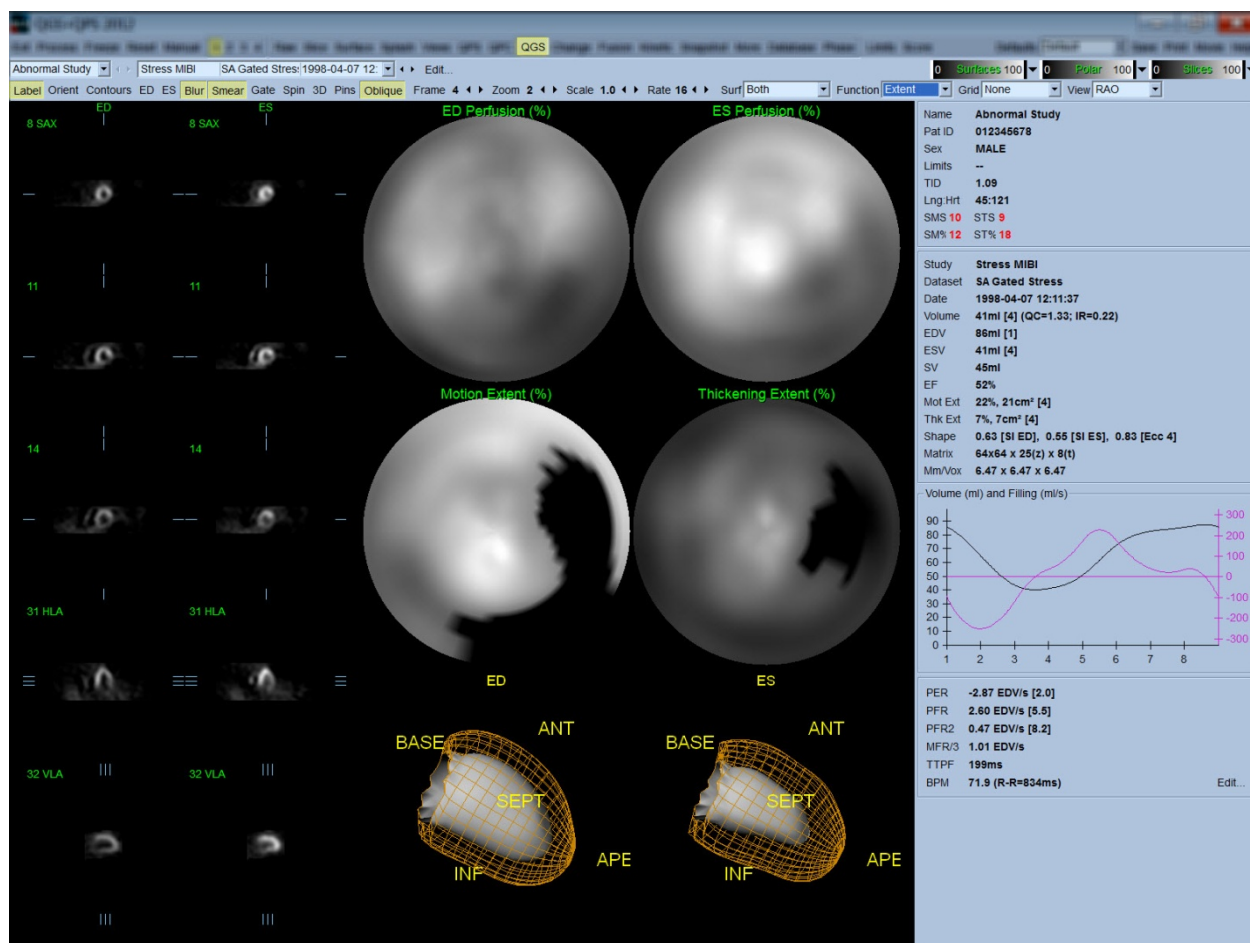 QGS+QPS 2012
QGS
Abnormal Study Stress MIBI SA Gated Stres: 1998-04-07 12: Edit...
0 Surfaces 100 0 Polar 100 0 Slices 100
Label Orient Contours ED ES Blur Smear Gate Spin 3D Pins Oblique Frame 4 Zoom 2 Scale 1.0 Rate 16 Surf Both Function Extent Grid None View RAO
ED ES
8 SAX 8 SAX
11 11
14 14
31 HLA 31 HLA
32 VLA 32 VLA
ED Perfusion (%) ES Perfusion (%)
Motion Extent (%) Thickening Extent (%)
ED ES
BASE ANT SEPT INF APE
BASE ANT SEPT INF APE
Name Abnormal Study
Pat ID 012345678
Sex MALE
Limits --
TID 1.09
Lng:Hrt 45:121
SMS 10 STS 9
SM% 12 ST% 18
Study Stress MIBI
Dataset SA Gated Stress
Date 1998-04-07 12:11:37
Volume 41ml [4] (QC=1.33; IR=0.22)
EDV 86ml [1]
ESV 41ml [4]
SV 45ml
EF 52%
Mot Ext 22%, 21cm² [4]
Thk Ext 7%, 7cm² [4]
Shape 0.63 [SI ED], 0.55 [SI ES], 0.83 [Ecc 4]
Matrix 64x64 x 25(z) x 8(t)
Mm/Vox 6.47 x 6.47 x 6.47
Volume (ml) and Filling (ml/s)
90 300
80 200
70 100
60 0
50 -100
40 -200
30 -300
20
10
0
1 2 3 4 5 6 7 8
PER -2.87 EDV/s [2.0]
PFR 2.60 EDV/s [5.5]
PFR2 0.47 EDV/s [8.2]
MFR/3 1.01 EDV/s
TTPF 199ms
BPM 71.9 (R-R=834ms) Edit...